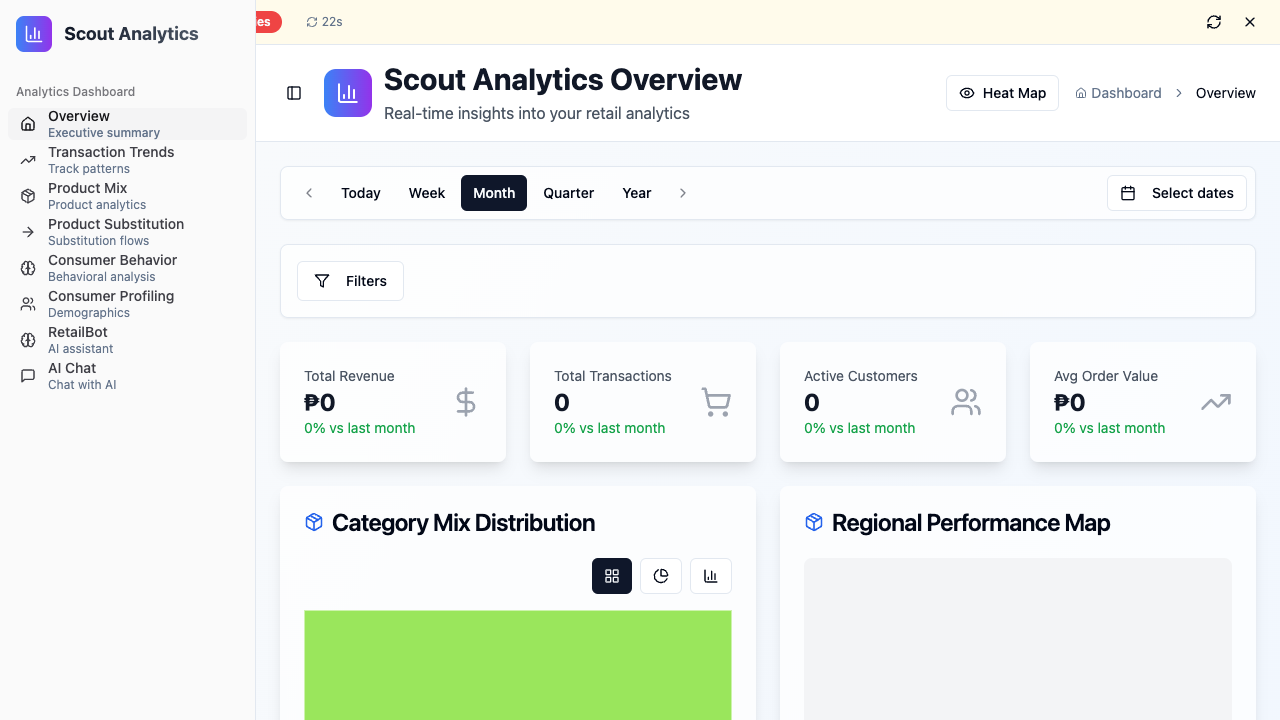 Scout Analytics
Analytics Dashboard
Overview
Executive summary
Transaction Trends
Track patterns
Product Mix
Product analytics
Product Substitution
Substitution flows
Consumer Behavior
Behavioral analysis
Consumer Profiling
Demographics
RetailBot
AI assistant
AI Chat
Chat with AI
22s
Scout Analytics Overview
Real-time insights into your retail analytics
Heat Map
Dashboard
Overview
Today
Week
Month
Quarter
Year
Select dates
Filters
Total Revenue
₱0
0% vs last month
Total Transactions
0
0% vs last month
Active Customers
0
0% vs last month
Avg Order Value
₱0
0% vs last month
Category Mix Distribution
Regional Performance Map